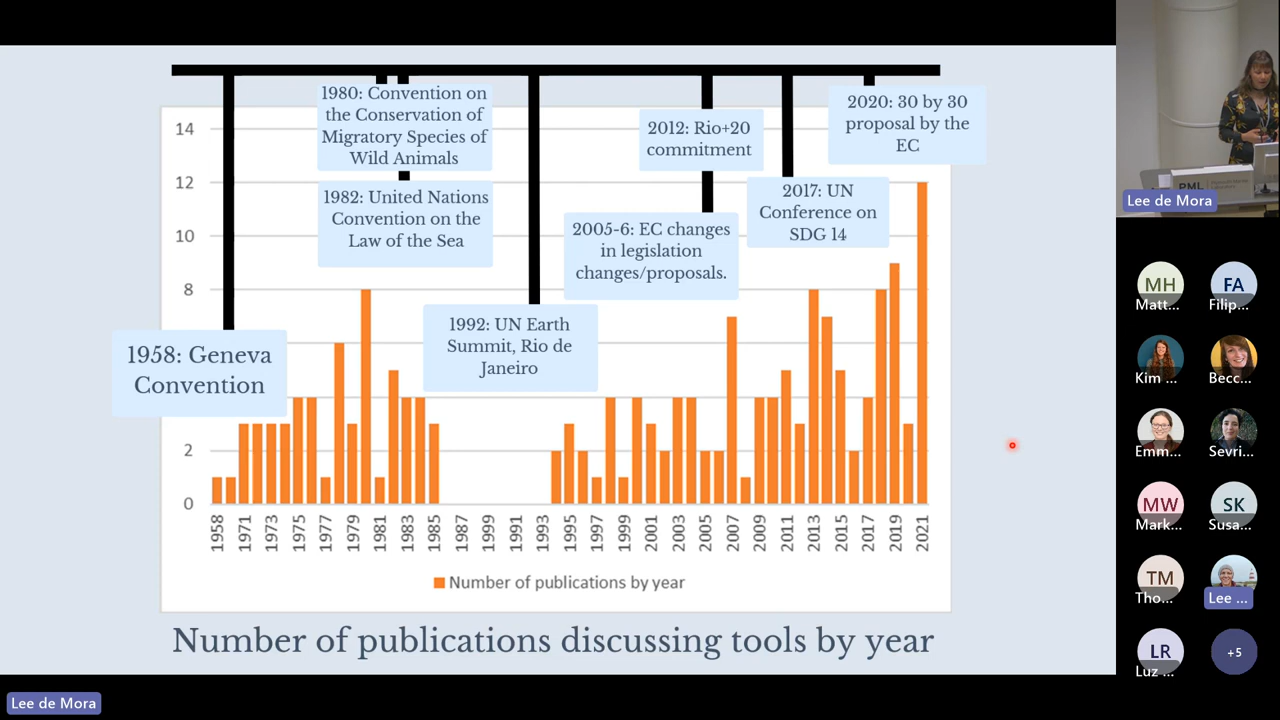 1980: Convention on
the Conservation of
Migratory Species of
Wild Animals
1982: United Nations
Convention on the
Law of the Sea
2012: Rio+20
commitment
2020: 30 by 30
proposal by the
EC
2017: UN
Conference on
SDG 14
2005-6: EC changes
in legislation
changes/proposals.
1992: UN Earth
Summit, Rio de
Janeiro
1958: Geneva
Convention
14
12
10
8
2
0
1958
1971
1973
1975
1977
1979
1981
1983
1985
1987
1989
1991
1993
1995
1997
1999
2001
2003
2005
2007
2009
2011
2013
2015
2017
2019
2021
Number of publications by year
Number of publications discussing tools by year
Lee de Mora
PML
Lee de Mora
MH
Matt...
FA
Filip...
Kim ...
Becc...
Emm...
Sevri...
MW
Mark...
SK
Susa...
TM
Tho...
Lee ...
LR
Luz ...
+5